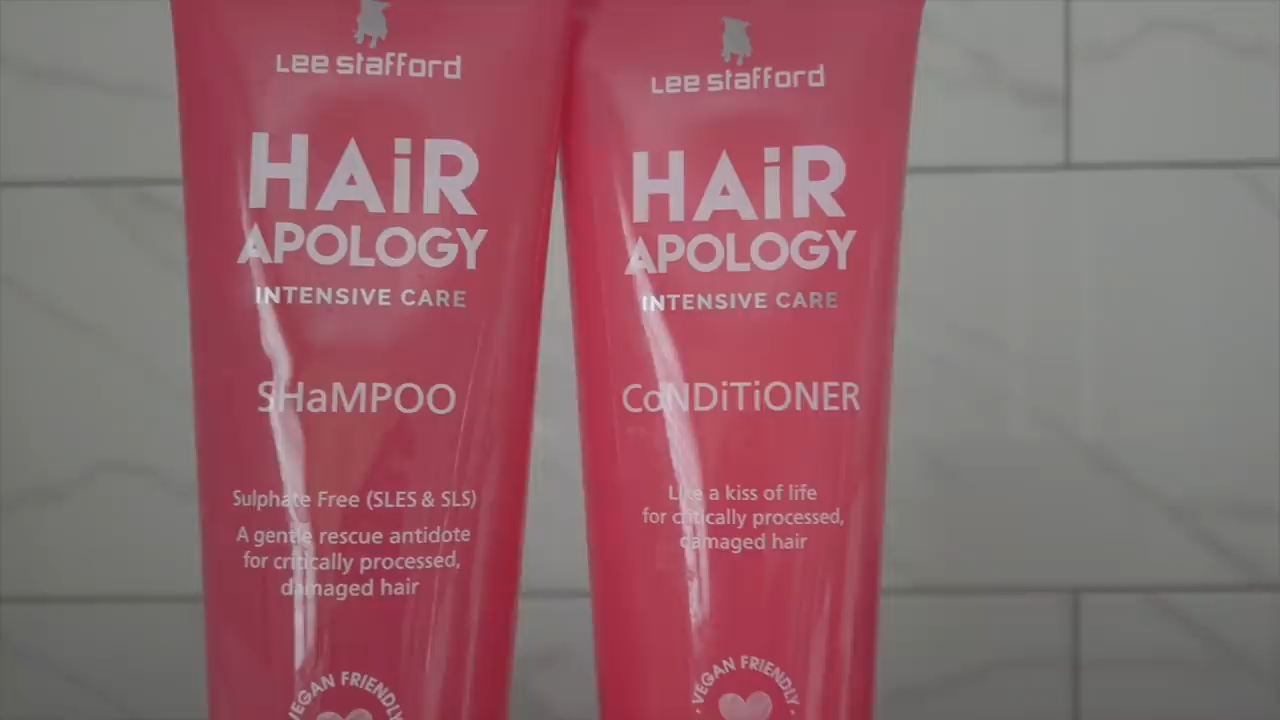 Lee Stafford
HAiR
APOLOGY
INTENSIVE CARE
SHaMPOO
Sulphate Free (SLES & SLS)
A gentle rescue antidote
for critically processed,
damaged hair
VEGAN FRIENDLY
Lee Stafford
HAiR
APOLOGY
INTENSIVE CARE
CoNDiTiONER
Like a kiss of life
for critically processed,
damaged hair
- VEGAN FRIENDLY -